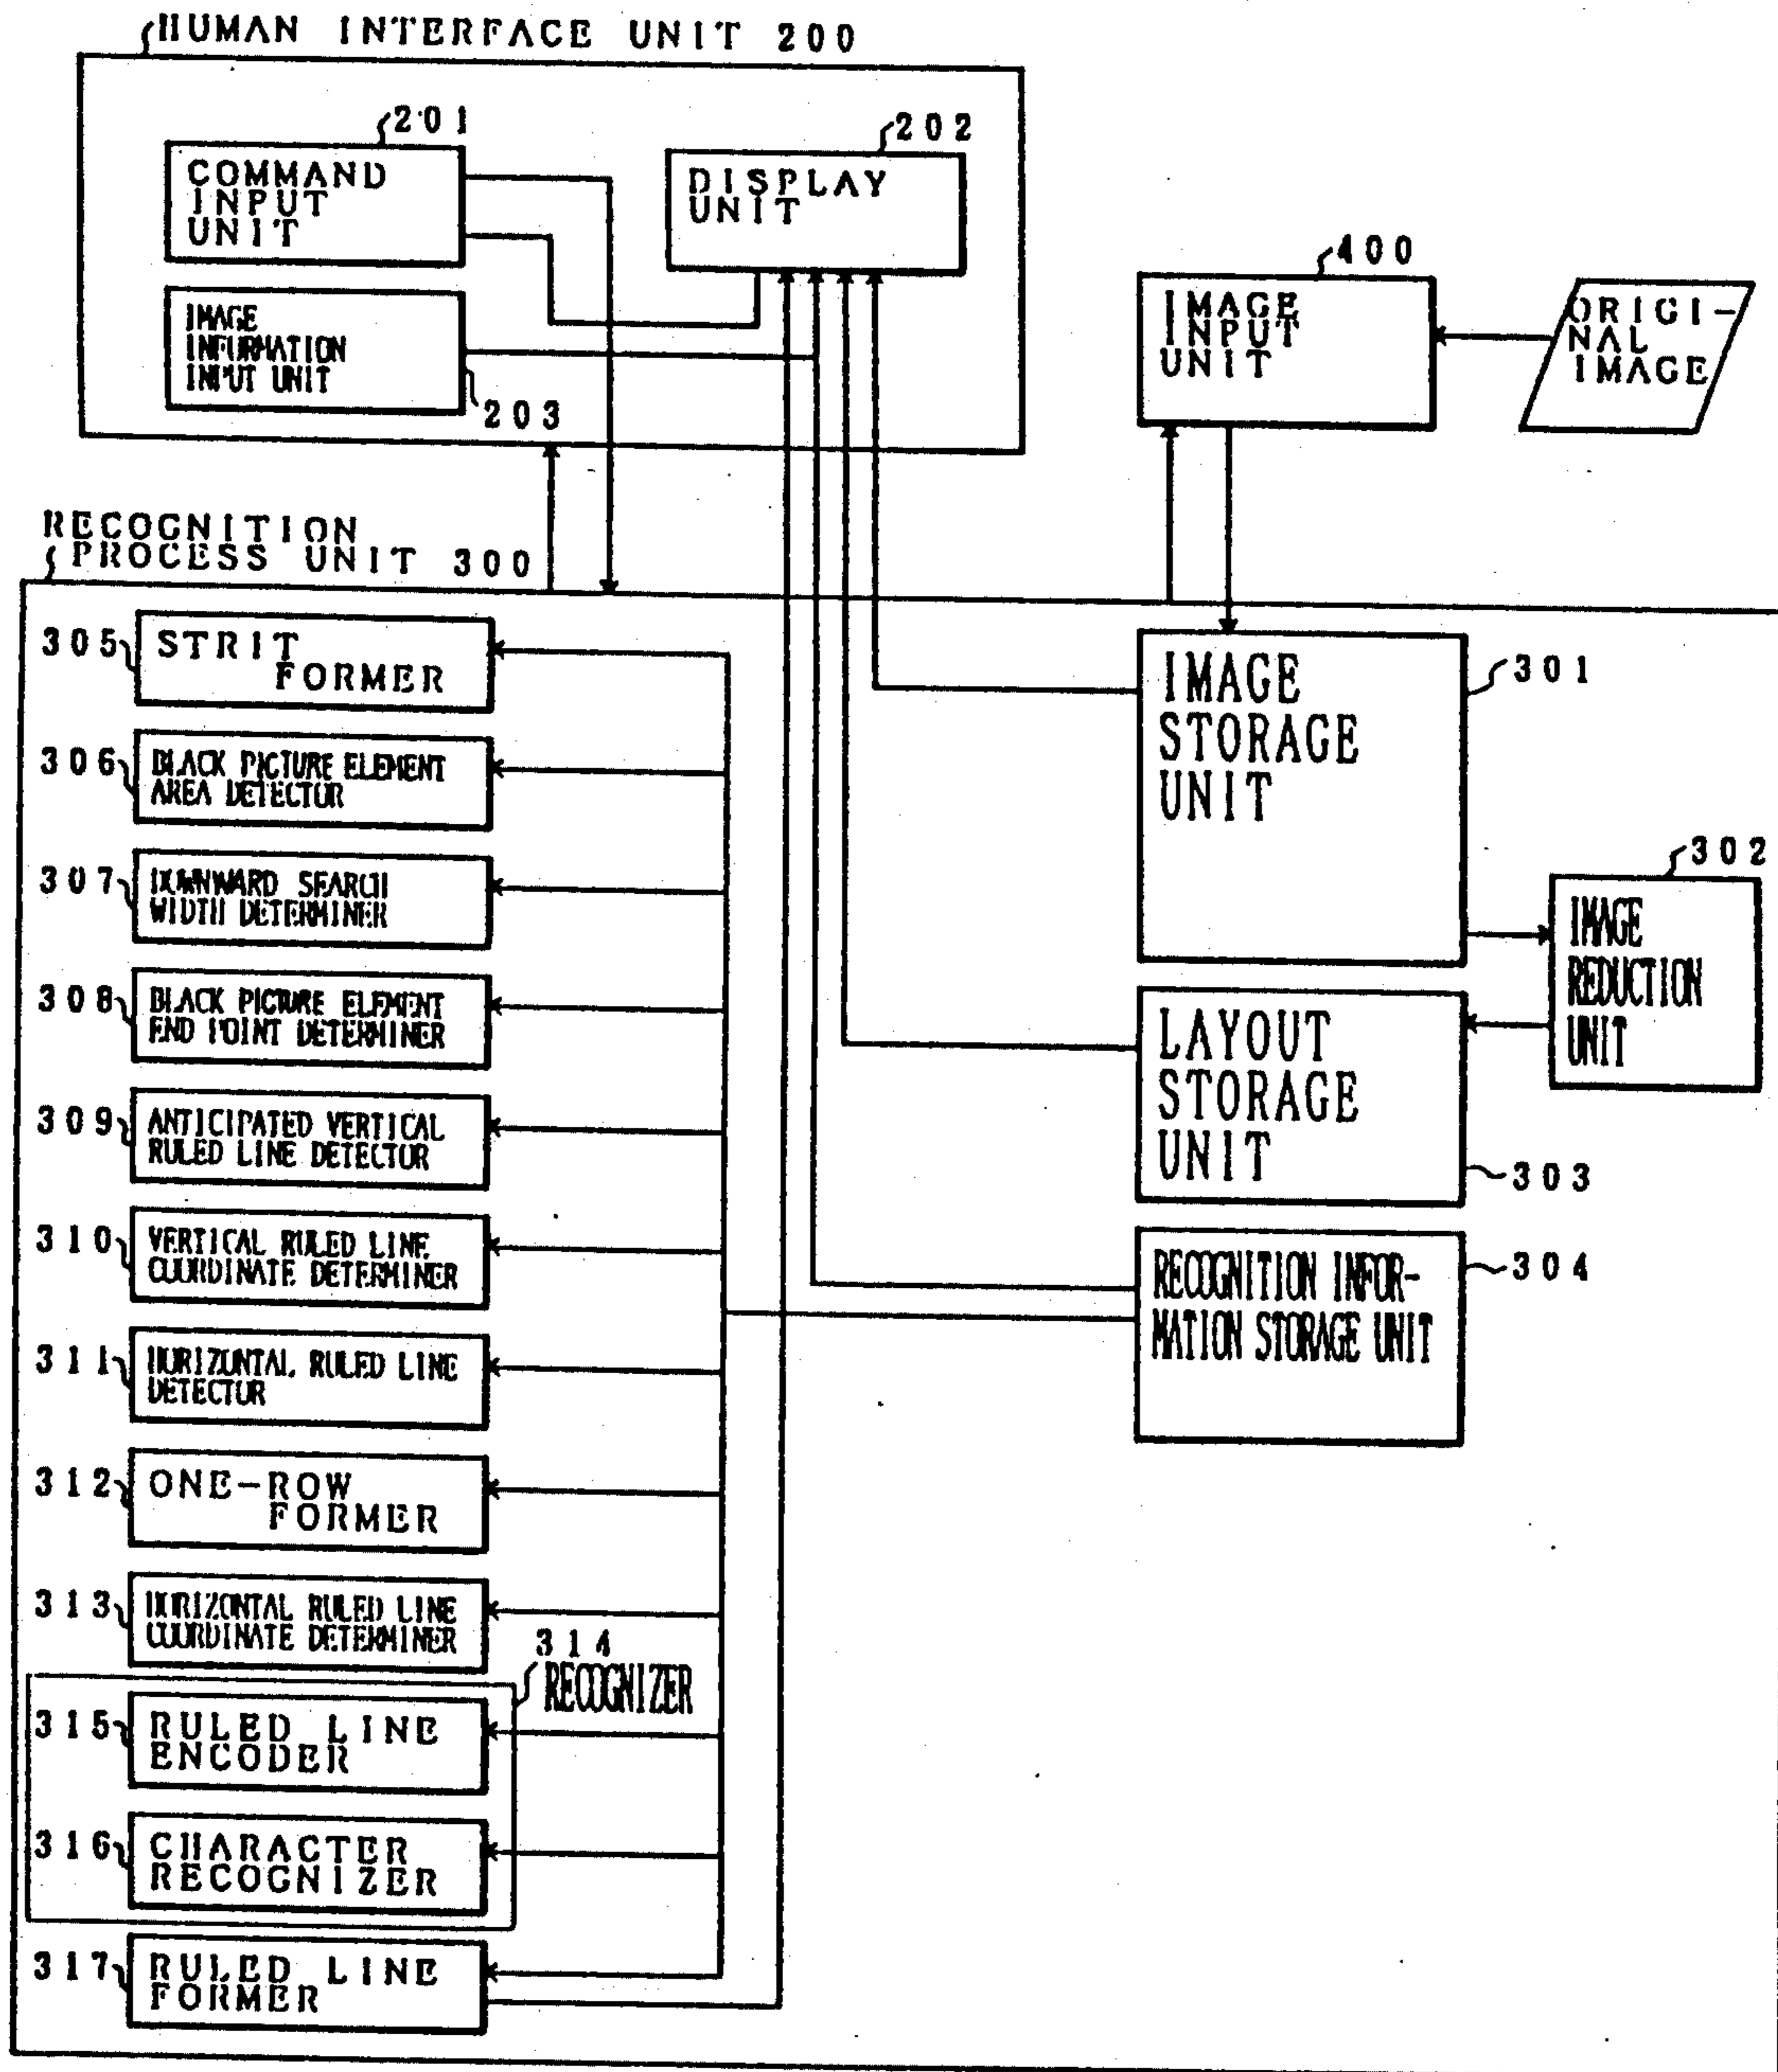 HUMAN INTERFACE UNIT 200
201
COMMAND
INPUT
UNIT
202
DISPLAY
UNIT
IMAGE
INFORMATION
INPUT UNIT
203
400
IMAGE
INPUT
UNIT
ORIGI-
NAL
IMAGE
RECOGNITION
PROCESS UNIT 300
305
STRIT
FORMER
306
BLACK PICTURE ELEMENT
AREA DETECTOR
307
DOWNWARD SEARCH
WIDTH DETERMINER
308
BLACK PICTURE ELEMENT
END POINT DETERMINER
309
ANTICIPATED VERTICAL
RULED LINE DETECTOR
310
VERTICAL RULED LINE
COORDINATE DETERMINER
311
HORIZONTAL RULED LINE
DETECTOR
312
ONE-ROW
FORMER
313
HORIZONTAL RULED LINE
COORDINATE DETERMINER
314
RECOGNIZER
315
RULED LINE
ENCODER
316
CHARACTER
RECOGNIZER
317
RULED LINE
FORMER
IMAGE
STORAGE
UNIT
301
302
IMAGE
REDUCTION
UNIT
LAYOUT
STORAGE
UNIT
303
RECOGNITION INFOR-
MATION STORAGE UNIT
304